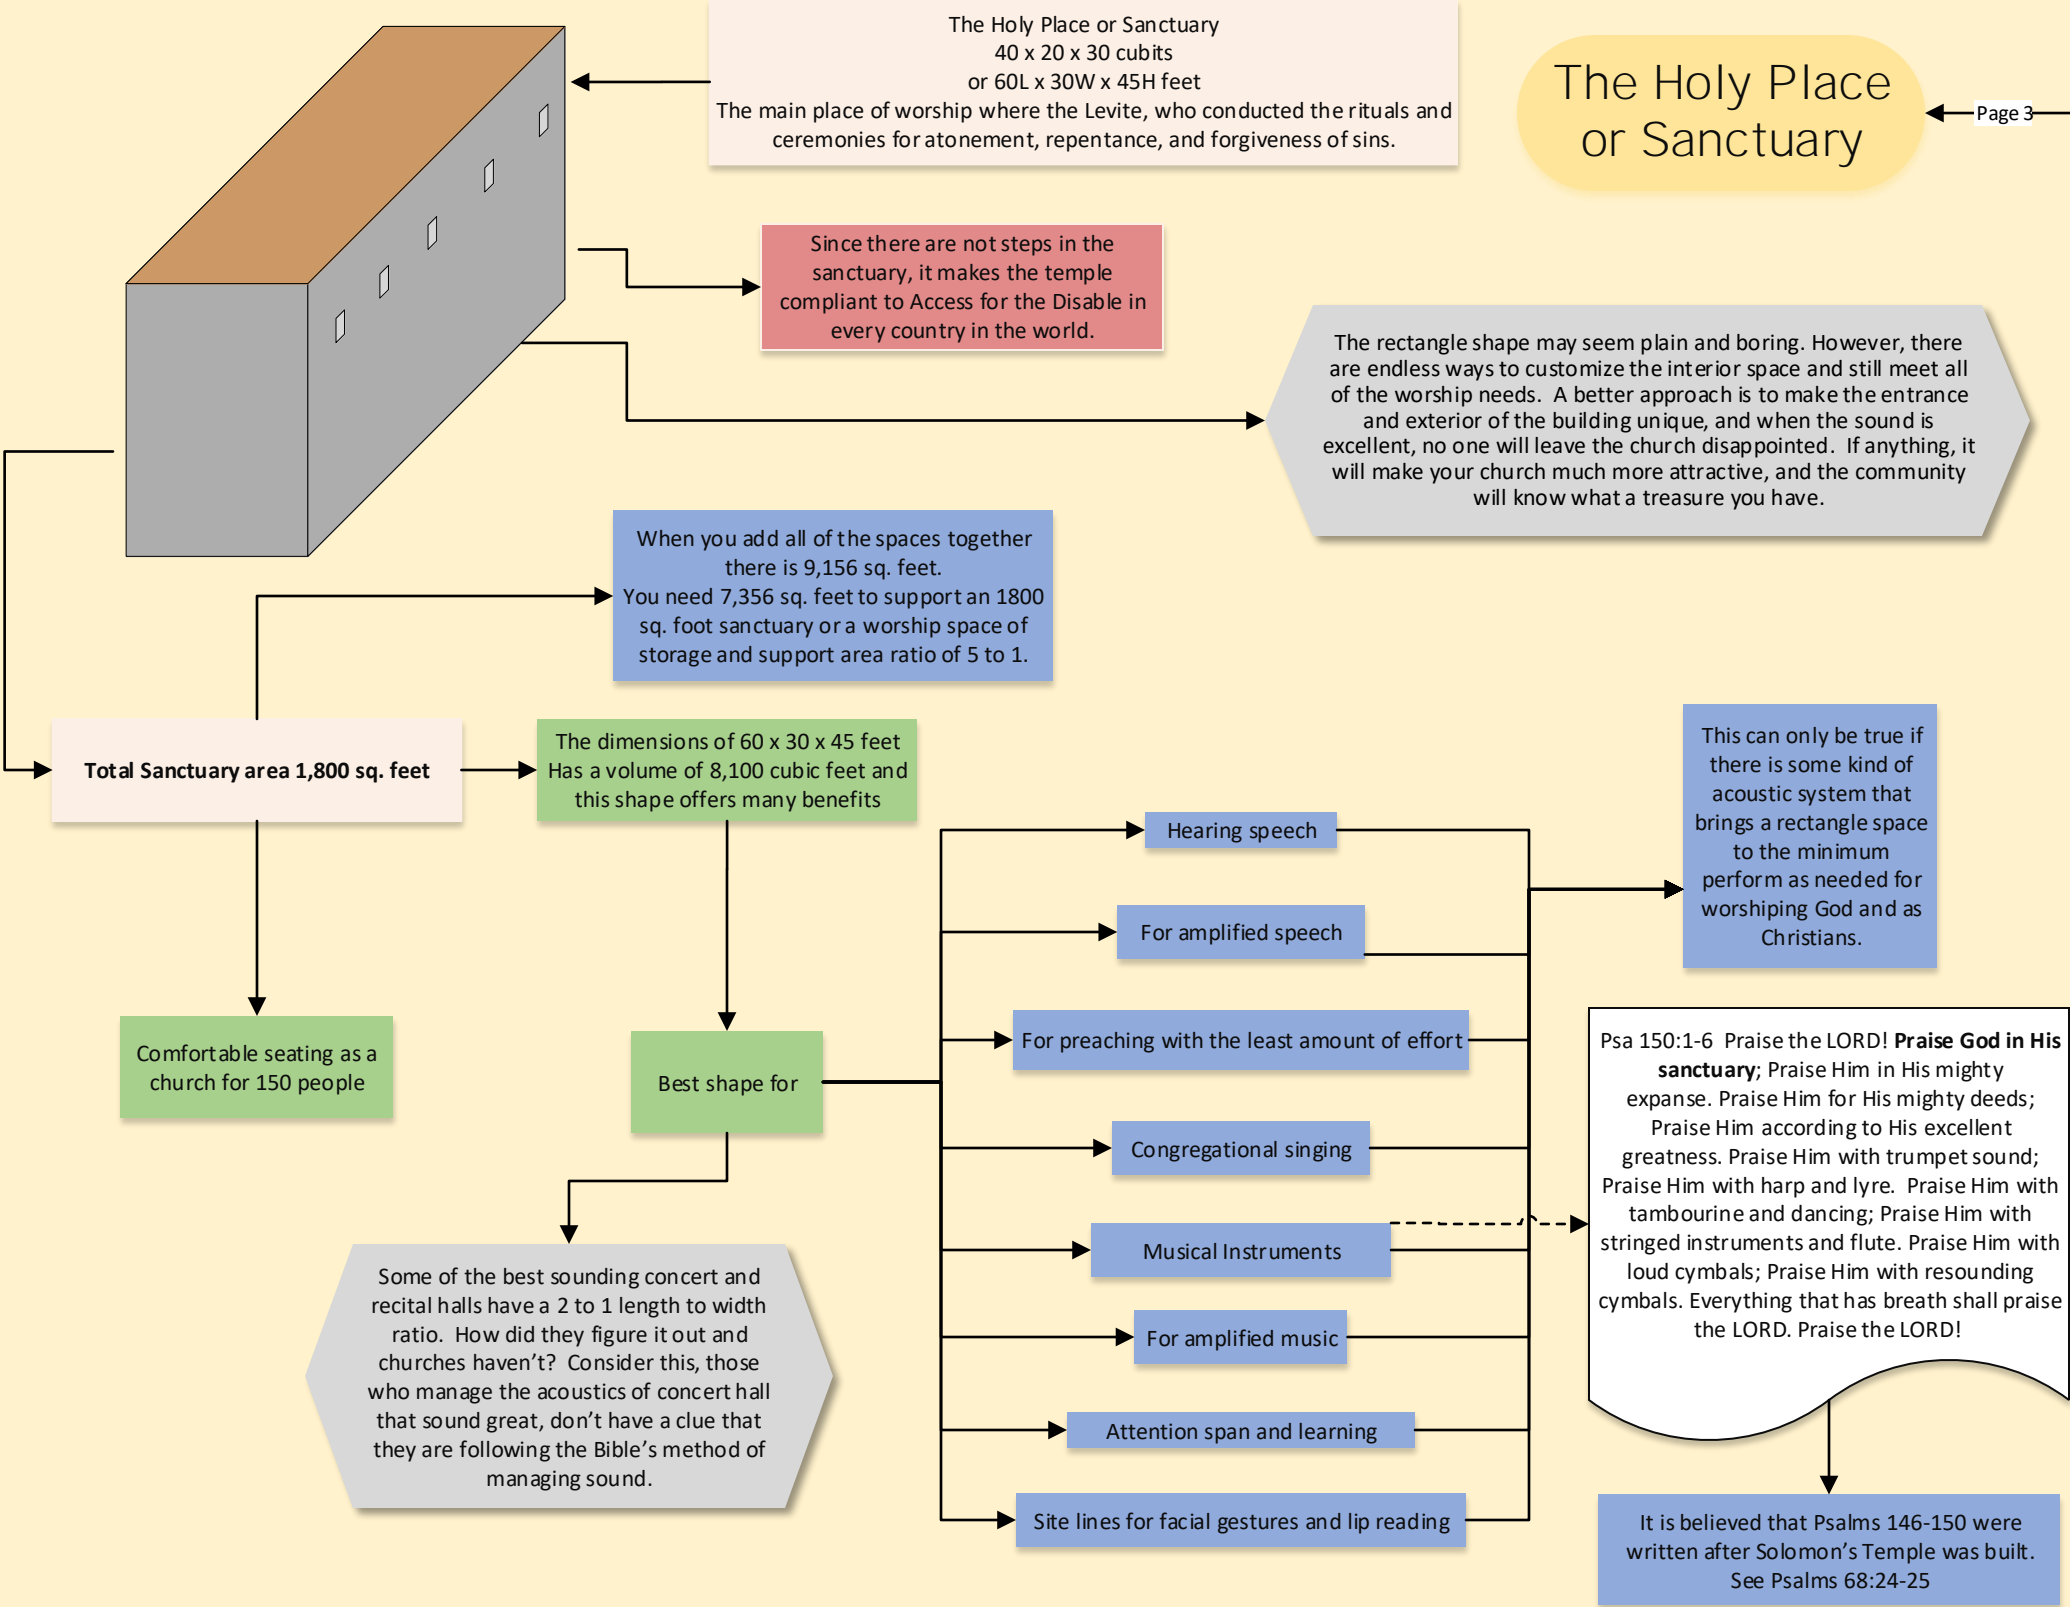 The Holy Place or Sanctuary
40 x 20 x 30 cubits
or 60L x 30W x 45H feet
The main place of worship where the Levite, who conducted the rituals and
ceremonies for atonement, repentance, and forgiveness of sins.
The Holy Place
or Sanctuary
Page 3
Since there are not steps in the
sanctuary, it makes the temple
compliant to Access for the Disable in
every country in the world.
The rectangle shape may seem plain and boring. However, there
are endless ways to customize the interior space and still meet all
of the worship needs. A better approach is to make the entrance
and exterior of the building unique, and when the sound is
excellent, no one will leave the church disappointed. If anything, it
will make your church much more attractive, and the community
will know what a treasure you have.
When you add all of the spaces together
there is 9,156 sq. feet.
You need 7,356 sq. feet to support an 1800
sq. foot sanctuary or a worship space of
storage and support area ratio of 5 to 1.
Total Sanctuary area 1,800 sq. feet
The dimensions of 60 x 30 x 45 feet
Has a volume of 8,100 cubic feet and
this shape offers many benefits
This can only be true if
there is some kind of
acoustic system that
brings a rectangle space
to the minimum
perform as needed for
worshiping God and as
Christians.
Hearing speech
For amplified speech
For preaching with the least amount of effort
Congregational singing
Musical Instruments
For amplified music
Attention span and learning
Site lines for facial gestures and lip reading
Comfortable seating as a
church for 150 people
Best shape for
Psa 150:1-6 Praise the LORD! Praise God in His
sanctuary; Praise Him in His mighty
expanse. Praise Him for His mighty deeds;
Praise Him according to His excellent
greatness. Praise Him with trumpet sound;
Praise Him with harp and lyre. Praise Him with
tambourine and dancing; Praise Him with
stringed instruments and flute. Praise Him with
loud cymbals; Praise Him with resounding
cymbals. Everything that has breath shall praise
the LORD. Praise the LORD!
Some of the best sounding concert and
recital halls have a 2 to 1 length to width
ratio. How did they figure it out and
churches haven't? Consider this, those
who manage the acoustics of concert hall
that sound great, don't have a clue that
they are following the Bible's method of
managing sound.
It is believed that Psalms 146-150 were
written after Solomon's Temple was built.
See Psalms 68:24-25